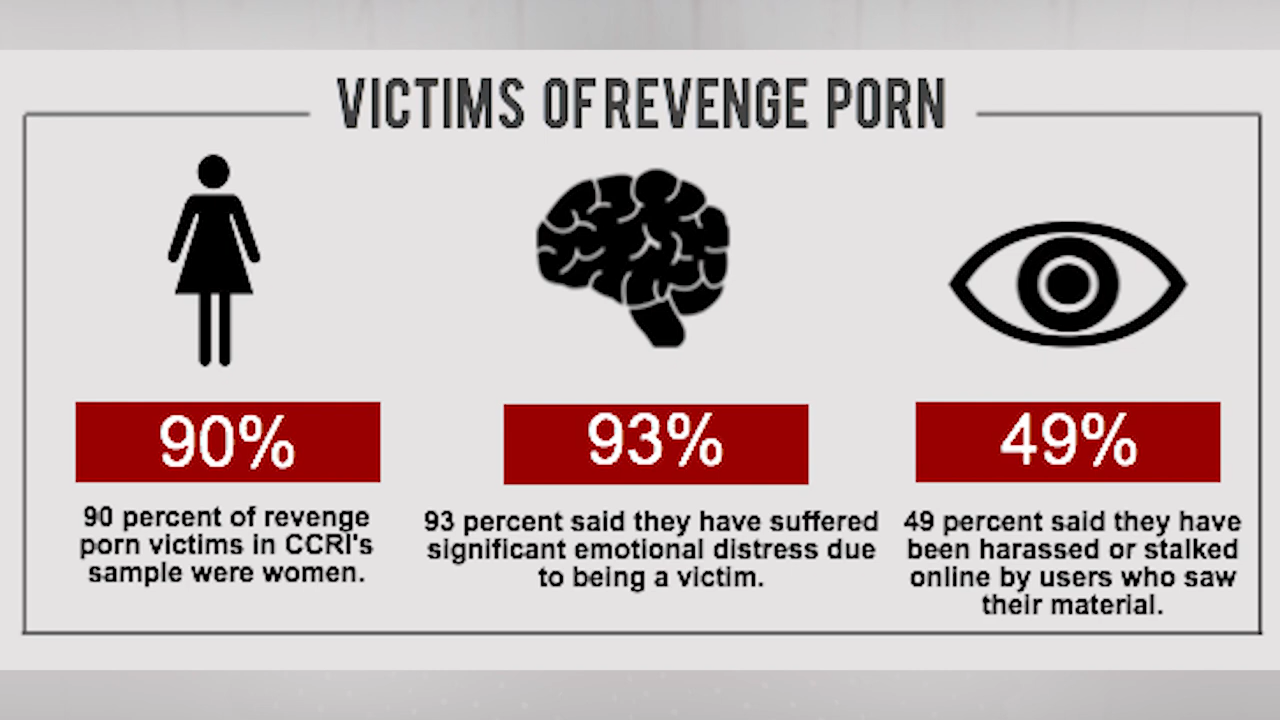 VICTIMS OF REVENGE PORN
90%
90 percent of revenge
porn victims in CCRI's
sample were women.
93%
93 percent said they have suffered
significant emotional distress due
to being a victim.
49%
49 percent said they have
been harassed or stalked
online by users who saw
their material.